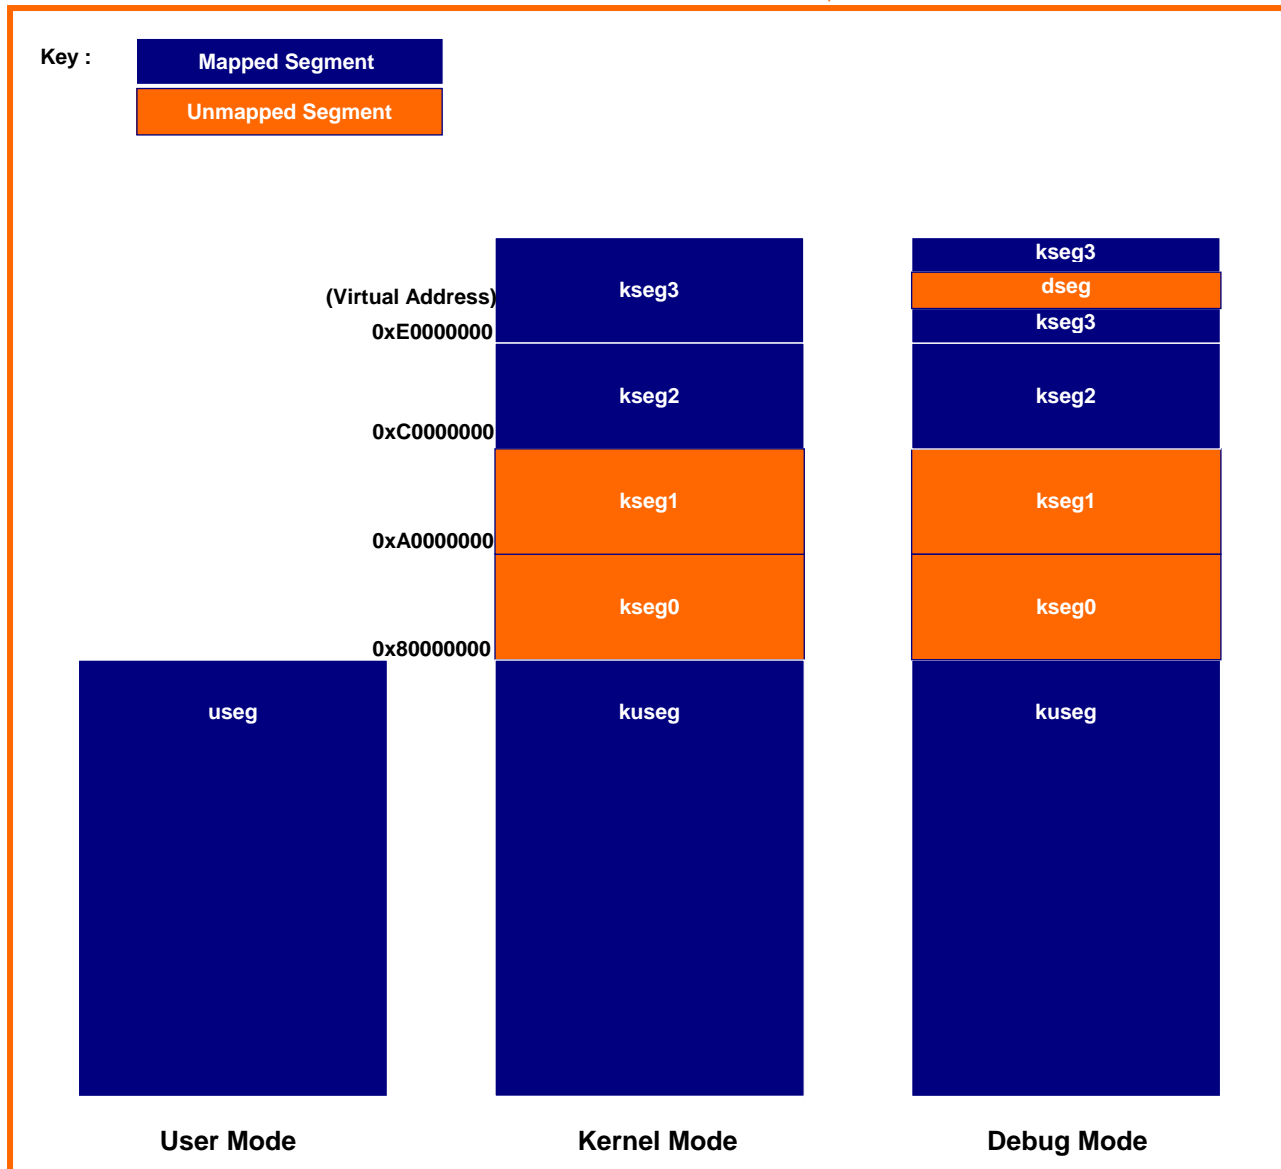 Key :
Mapped Segment
Unmapped Segment
(Virtual Address)
0xE0000000
0xC0000000
0xA0000000
0x80000000
useg
User Mode
kseg3
kseg2
kseg1
kseg0
kuseg
Kernel Mode
kseg3
dseg
kseg3
kseg2
kseg1
kseg0
kuseg
Debug Mode